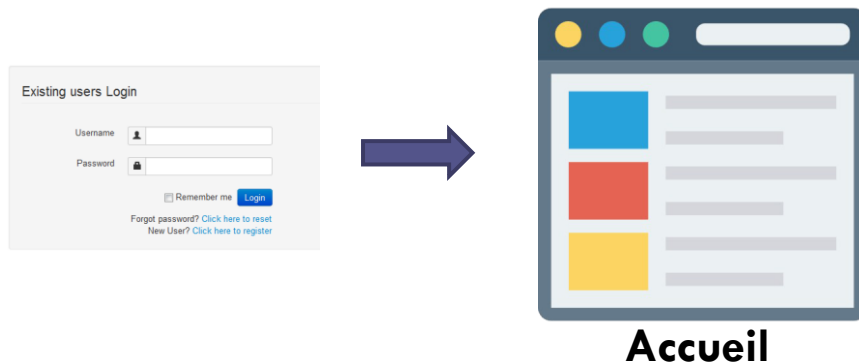 Existing users Login
Username
Password
Remember me Login
Forgot password? Click here to reset
New User? Click here to register
Accueil